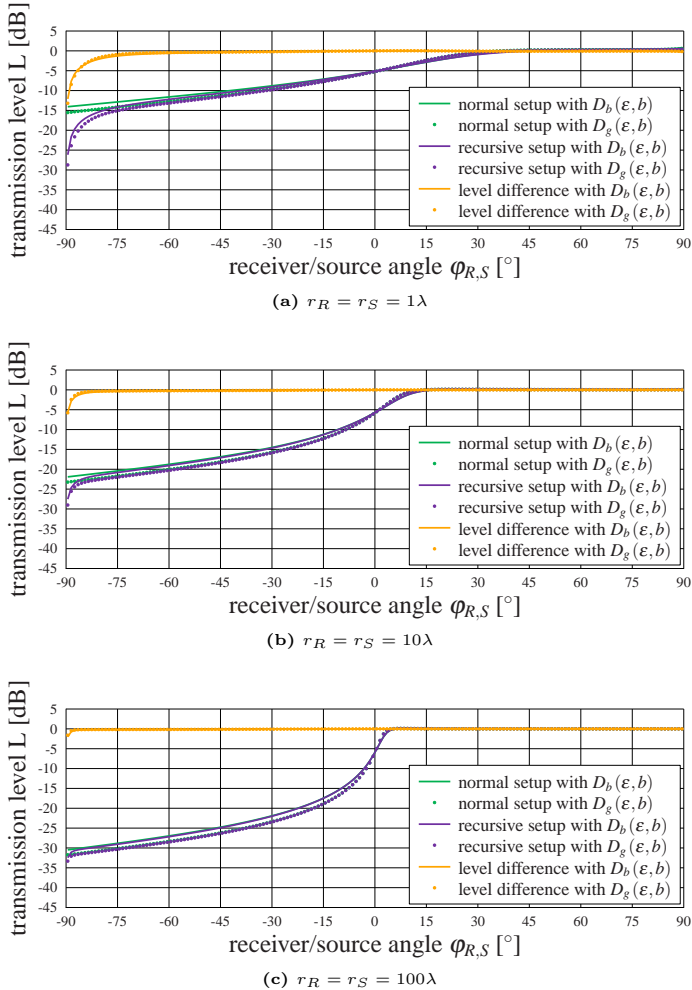 transmission level L [dB]
5
0
-5
-10
-15
-20
-25
-30
-35
-40
-45
normal setup with D_b(ε,b)
normal setup with D_g(ε,b)
recursive setup with D_b(ε,b)
recursive setup with D_g(ε,b)
level difference with D_b(ε,b)
level difference with D_g(ε,b)
-90 -75 -60 -45 -30 -15 0 15 30 45 60 75 90
receiver/source angle φ_{R,S} [°]
(a) r_R = r_S = 1λ
transmission level L [dB]
5
0
-5
-10
-15
-20
-25
-30
-35
-40
-45
normal setup with D_b(ε,b)
normal setup with D_g(ε,b)
recursive setup with D_b(ε,b)
recursive setup with D_g(ε,b)
level difference with D_b(ε,b)
level difference with D_g(ε,b)
-90 -75 -60 -45 -30 -15 0 15 30 45 60 75 90
receiver/source angle φ_{R,S} [°]
(b) r_R = r_S = 10λ
transmission level L [dB]
5
0
-5
-10
-15
-20
-25
-30
-35
-40
-45
normal setup with D_b(ε,b)
normal setup with D_g(ε,b)
recursive setup with D_b(ε,b)
recursive setup with D_g(ε,b)
level difference with D_b(ε,b)
level difference with D_g(ε,b)
-90 -75 -60 -45 -30 -15 0 15 30 45 60 75 90
receiver/source angle φ_{R,S} [°]
(c) r_R = r_S = 100λ